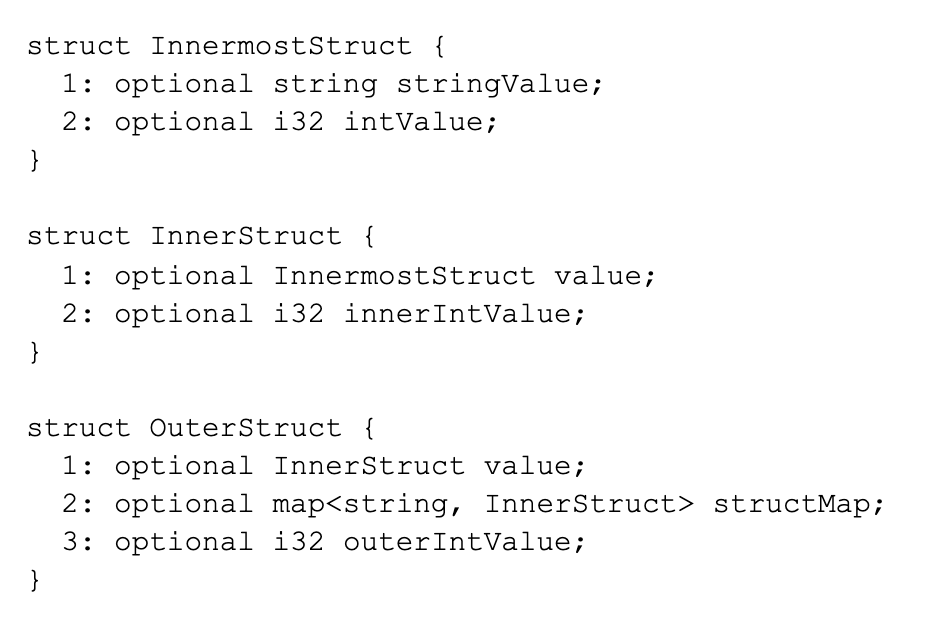 struct InnermostStruct {
  1: optional string stringValue;
  2: optional i32 intValue;
}

struct InnerStruct {
  1: optional InnermostStruct value;
  2: optional i32 innerIntValue;
}

struct OuterStruct {
  1: optional InnerStruct value;
  2: optional map<string, InnerStruct> structMap;
  3: optional i32 outerIntValue;
}